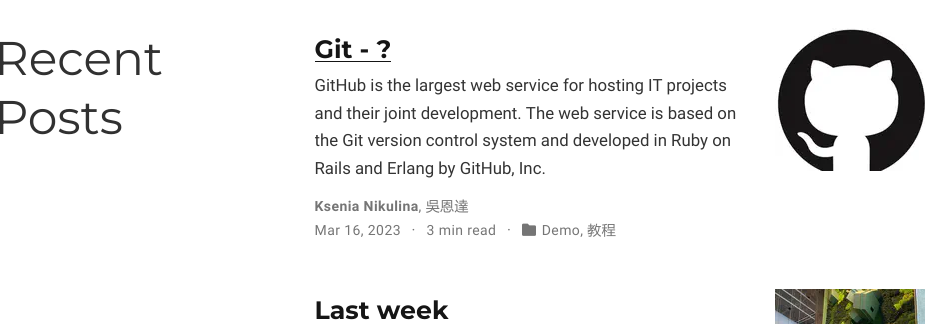 Recent
Posts
Git - ?
GitHub is the largest web service for hosting IT projects
and their joint development. The web service is based on
the Git version control system and developed in Ruby on
Rails and Erlang by GitHub, Inc.
Ksenia Nikulina, 吳恩達
Mar 16, 2023 · 3 min read · Demo, 教程
Last week